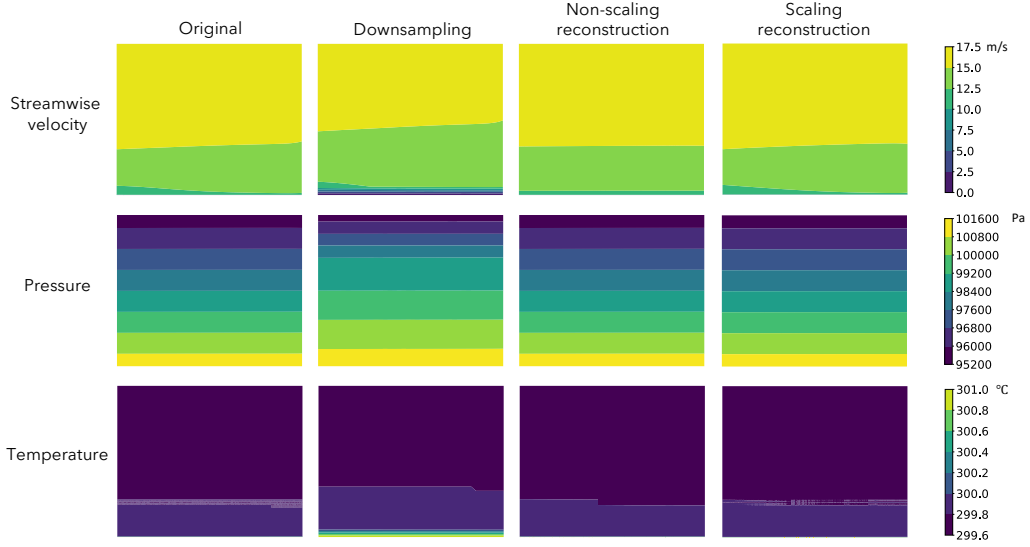 Original
Downsampling
Non-scaling
reconstruction
Scaling
reconstruction
Streamwise
velocity
17.5 m/s
15.0
12.5
10.0
7.5
5.0
2.5
0.0
Pressure
101600 Pa
100800
100000
99200
98400
97600
96800
96000
95200
Temperature
301.0 °C
300.8
300.6
300.4
300.2
300.0
299.8
299.6